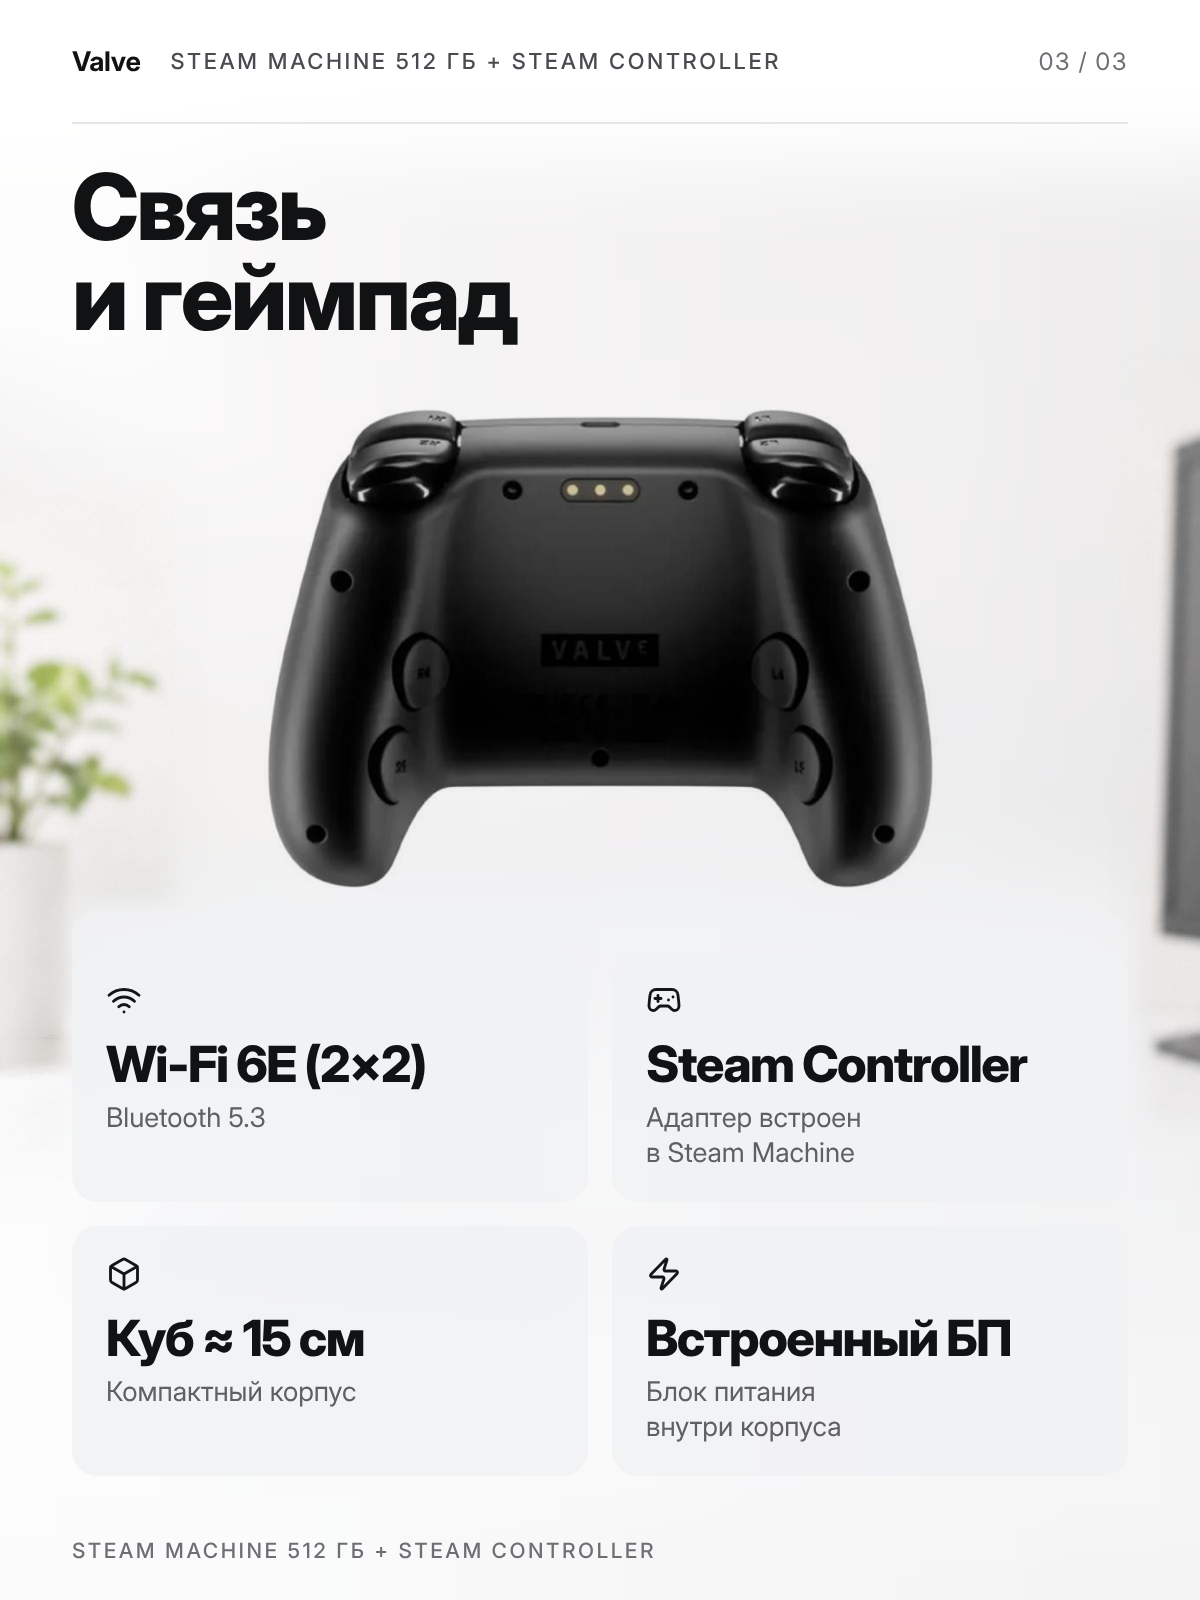 Valve STEAM MACHINE 512 ГБ + STEAM CONTROLLER 03 / 03
Связь
и геймпад
VALVE
R4 L4
Wi-Fi 6E (2×2)
Bluetooth 5.3
Steam Controller
Адаптер встроен
в Steam Machine
Куб ≈ 15 см
Компактный корпус
Встроенный БП
Блок питания
внутри корпуса
STEAM MACHINE 512 ГБ + STEAM CONTROLLER